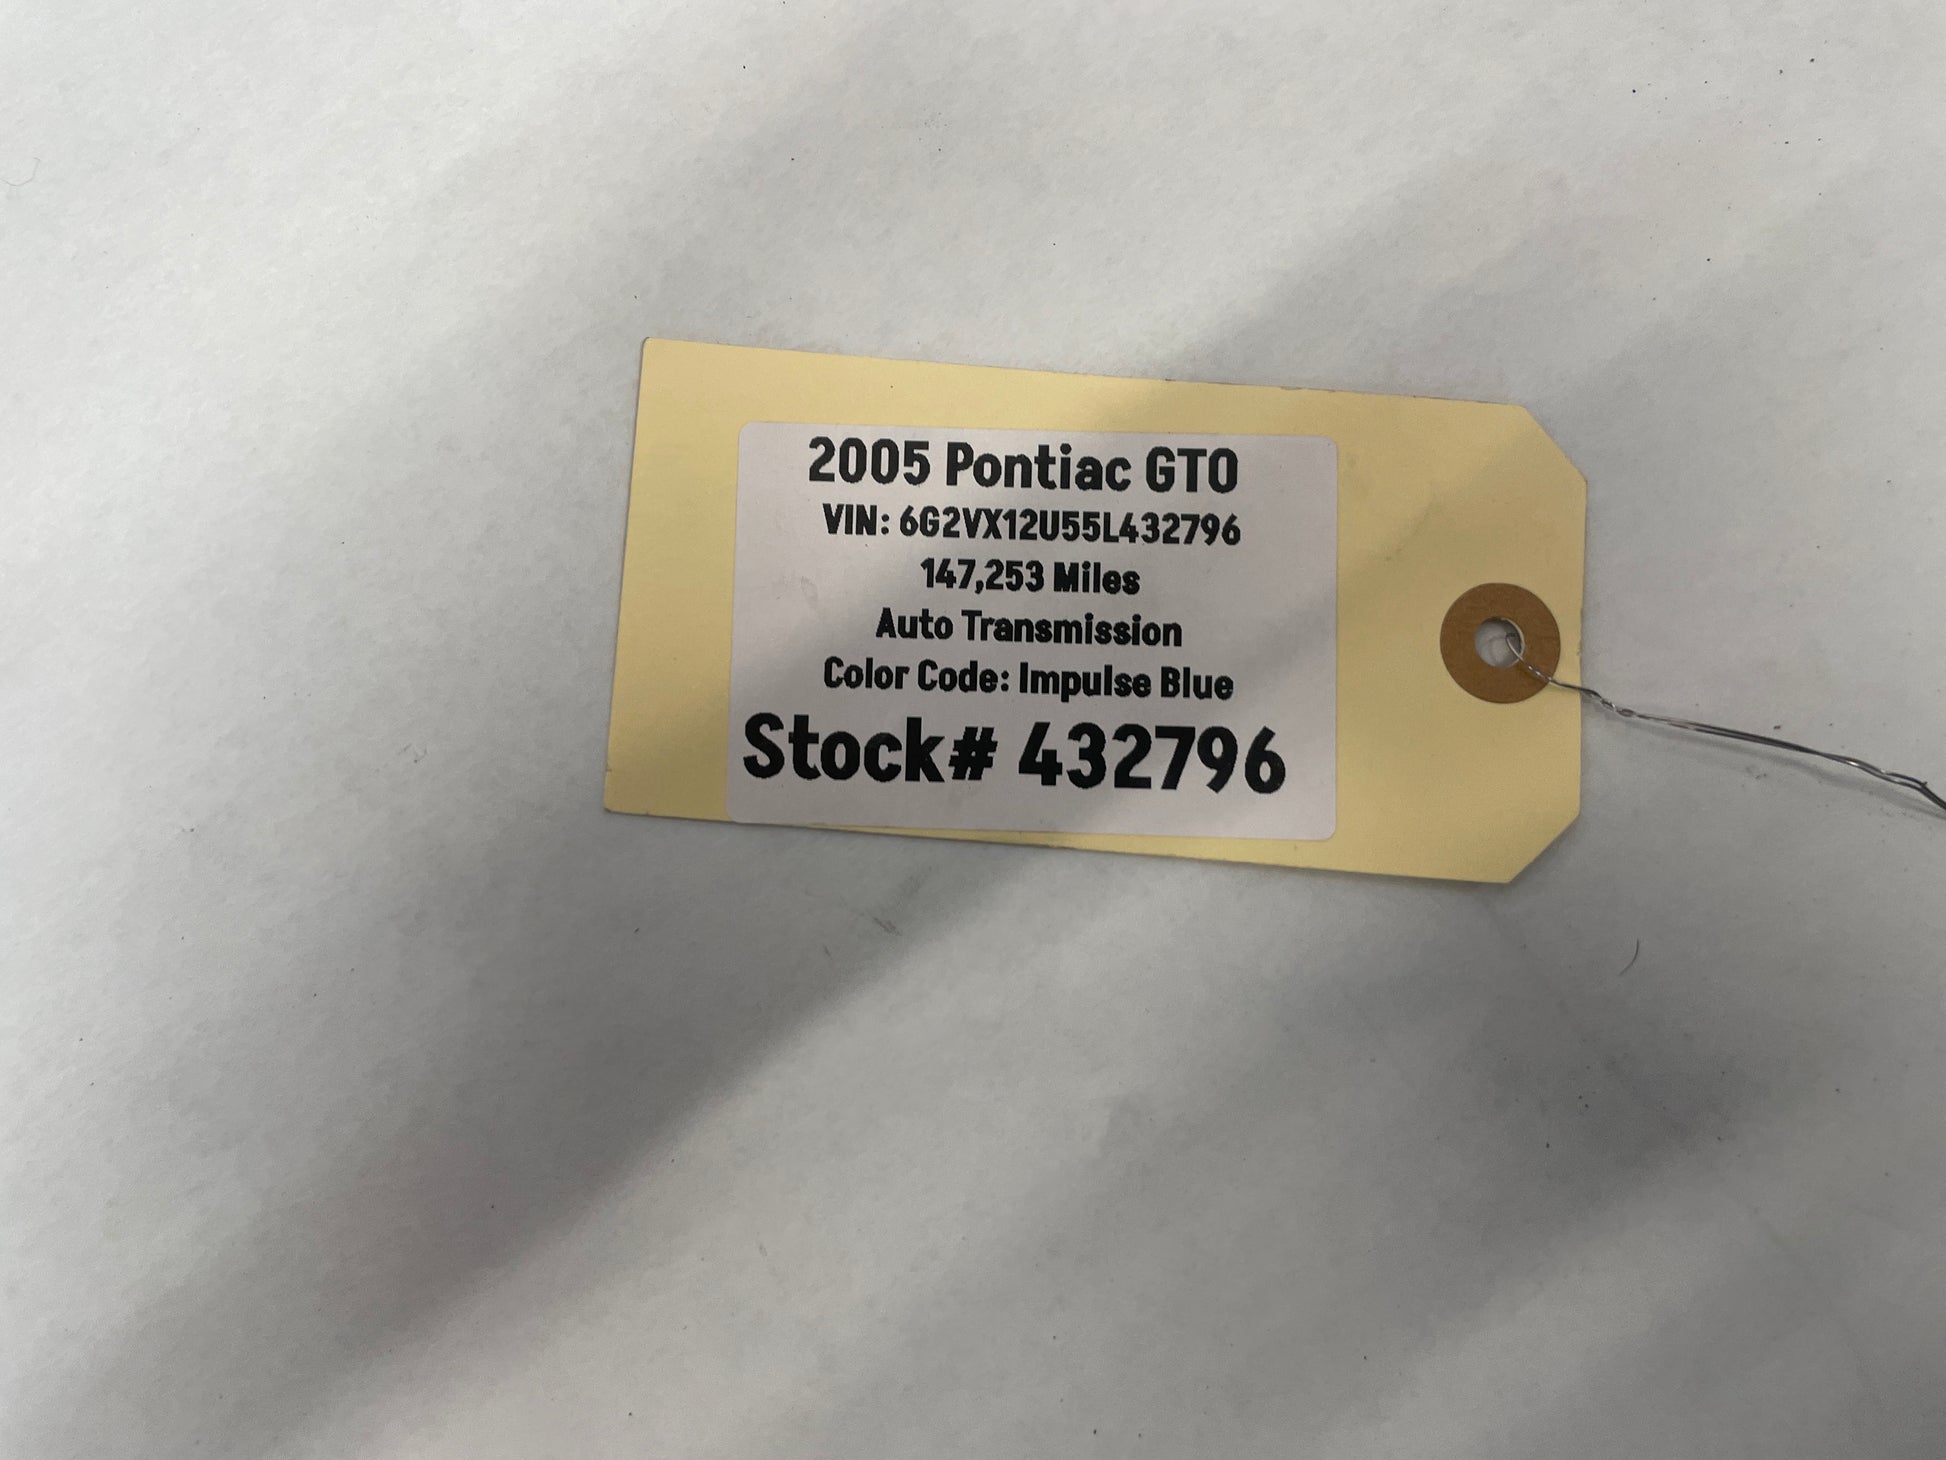 2005 Pontiac GTO
VIN: 6G2VX12U55L432796
147,253 Miles
Auto Transmission
Color Code: Impulse Blue
Stock# 432796